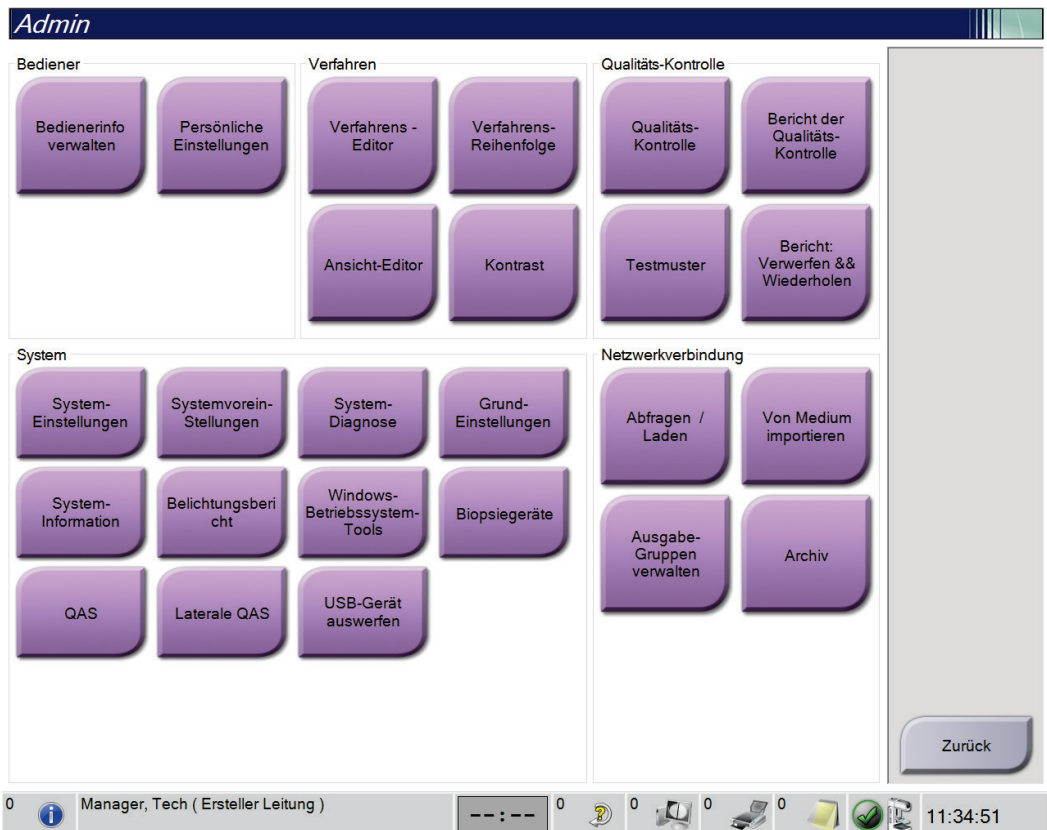 Admin
Bediener
Bedienerinfo
verwalten
Persönliche
Einstellungen
Verfahren
Verfahrens -
Editor
Verfahrens-
Reihenfolge
Ansicht-Editor
Kontrast
Qualitäts-Kontrolle
Qualitäts-
Kontrolle
Bericht der
Qualitäts-
Kontrolle
Testmuster
Bericht:
Verwerfen &&
Wiederholen
System
System-
Einstellungen
Systemvorein-
Stellungen
System-
Diagnose
Grund-
Einstellungen
System-
Information
Belichtungsberi
cht
Windows-
Betriebssystem-
Tools
Biopsiegeräte
QAS
Laterale QAS
USB-Gerät
auswerfen
Netzwerkverbindung
Abfragen /
Laden
Von Medium
importieren
Ausgabe-
Gruppen
verwalten
Archiv
Zurück
0
Manager, Tech ( Ersteller Leitung )
--:--
0
0
0
0
11:34:51